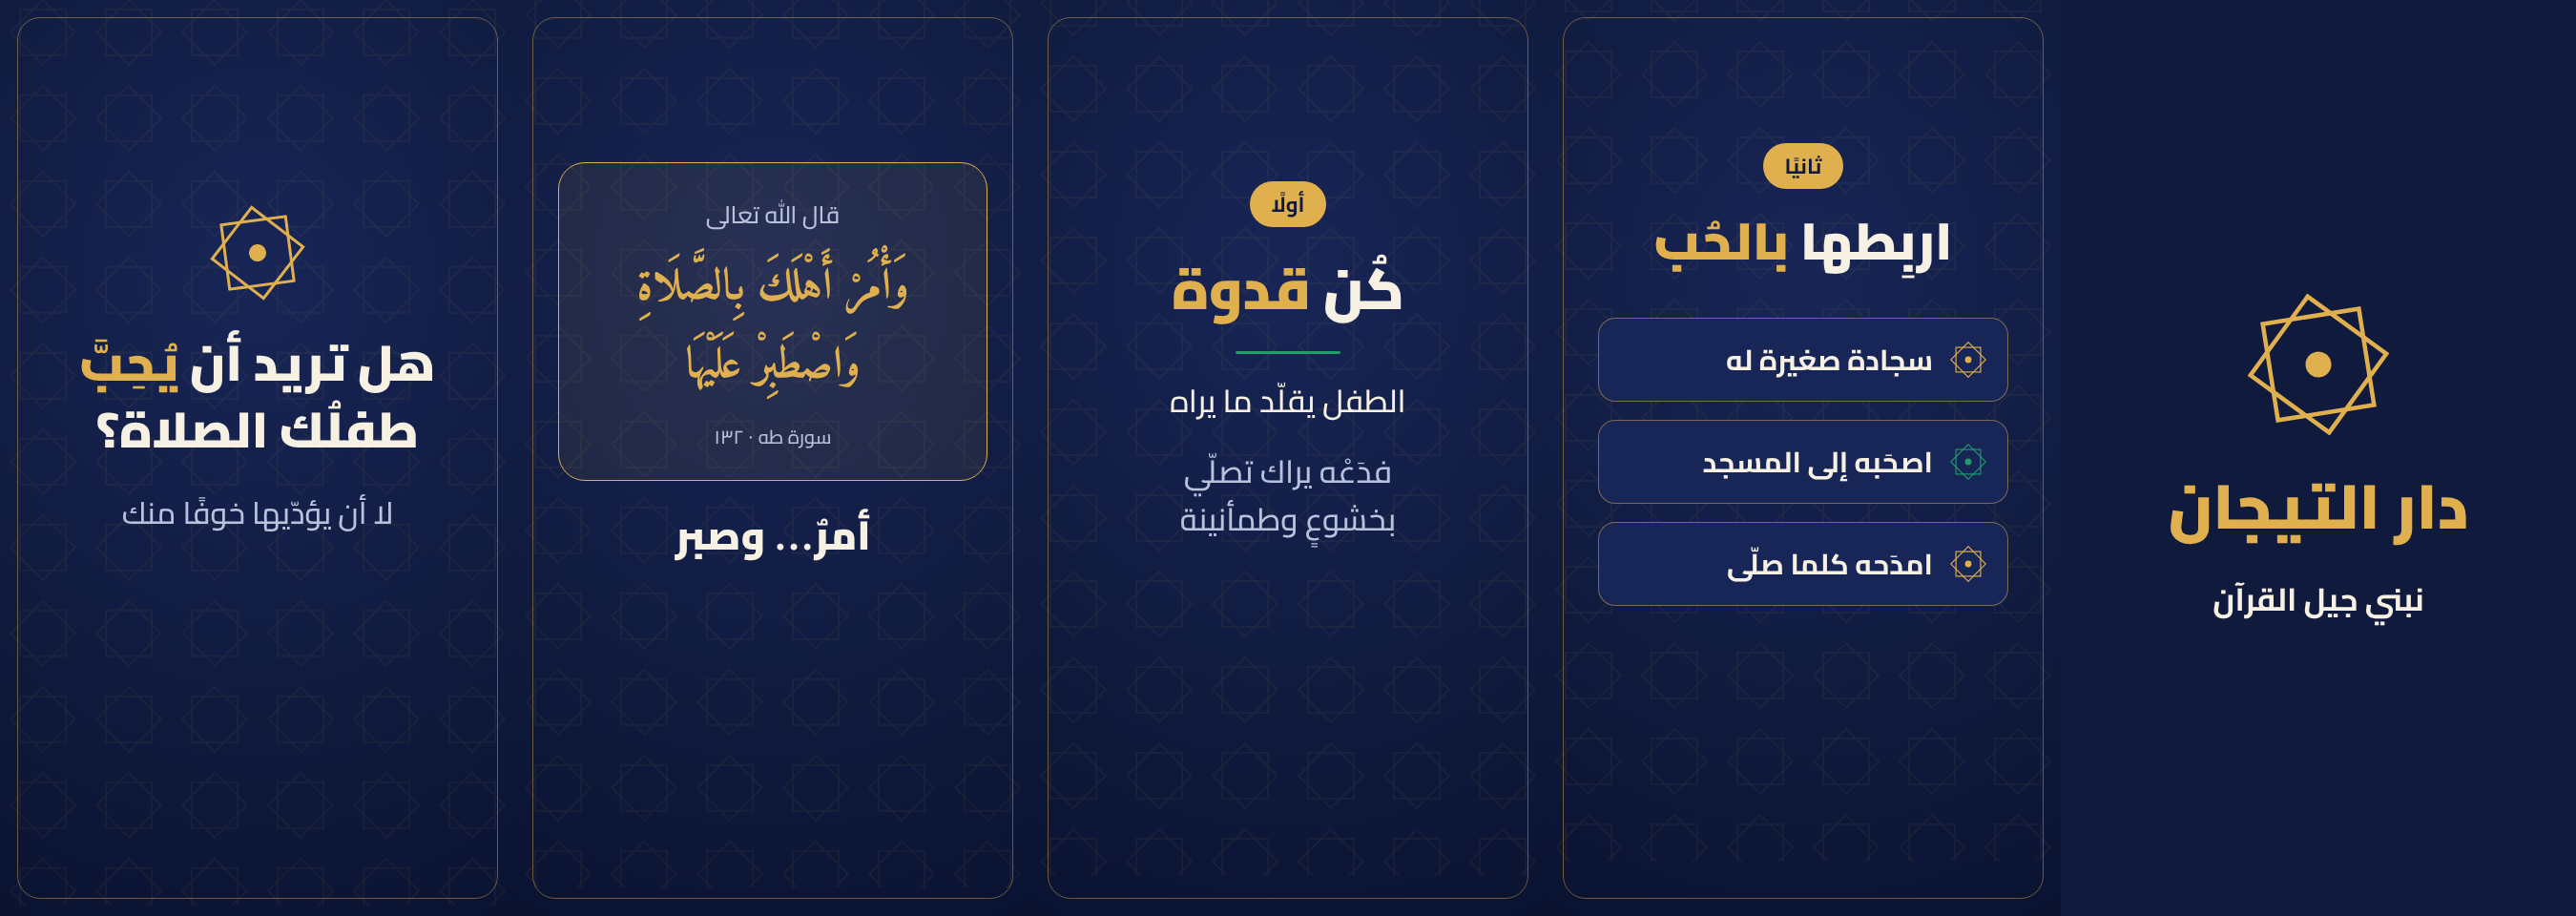 هل تريد أن يُحِبَّ
طفلُك الصلاة؟
لا أن يؤدّيها خوفًا منك
قال الله تعالى
وَأْمُرْ أَهْلَكَ بِالصَّلَاةِ
وَاصْطَبِرْ عَلَيْهَا
سورة طه · ١٣٢
أمرٌ... وصبر
أولًا
كُن قدوة
الطفل يقلّد ما يراه
فدَعْه يراك تصلّي
بخشوعٍ وطمأنينة
ثانيًا
اربِطها بالحُب
سجادة صغيرة له
اصحَبه إلى المسجد
امدَحه كلما صلّى
دار التيجان
نبني جيل القرآن